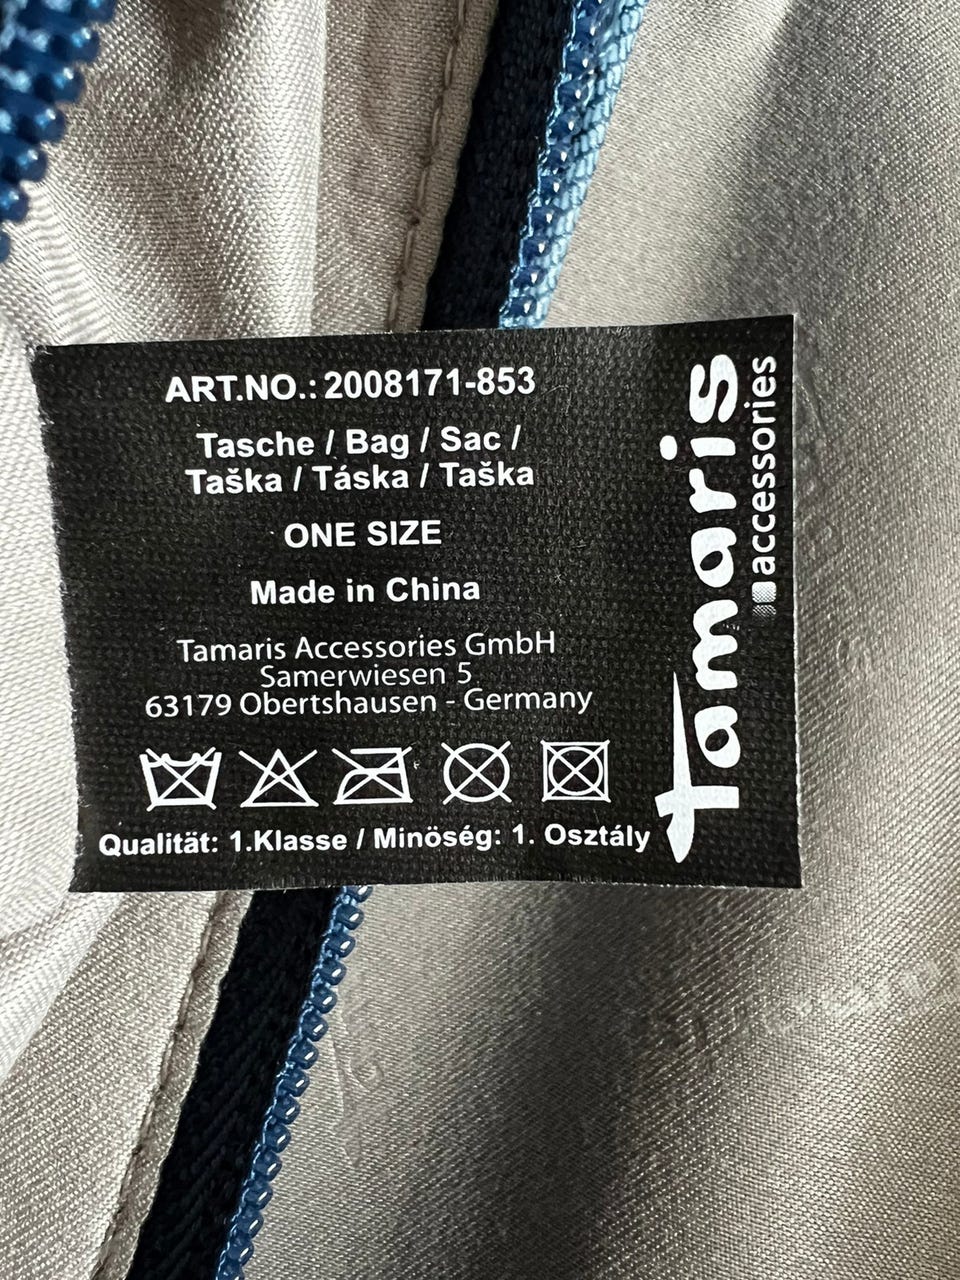 ART.NO.: 2008171-853
Tasche / Bag / Sac /
Taška / Táska / Taška
ONE SIZE
Made in China
Tamaris Accessories GmbH
Samerwiesen 5
63179 Obertshausen - Germany
Qualität: 1.Klasse / Minöség: 1. Osztály
Tamaris
accessories